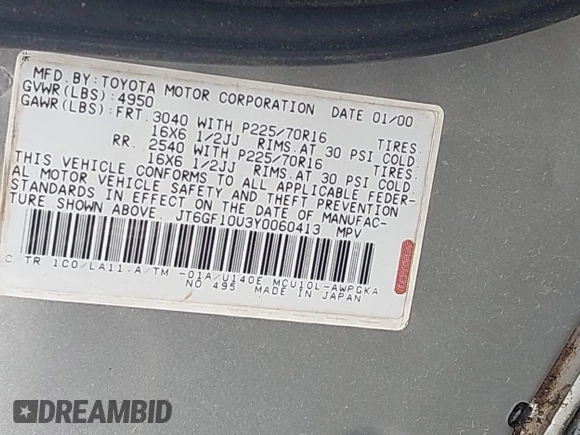 MFD.BY:TOYOTA MOTOR CORPORATION DATE 01/00
GVWR(LBS):4950
GAWR(LBS):FRT. 3040 WITH P225/70R16 TIRES.
16X6 1/2JJ RIMS.AT 30 PSI COLD.
RR. 2540 WITH P225/70R16 TIRES.
16X6 1/2JJ RIMS.AT 30 PSI COLD.
THIS VEHICLE CONFORMS TO ALL APPLICABLE FEDER-
AL MOTOR VEHICLE SAFETY AND THEFT PREVENTION
STANDARDS IN EFFECT ON THE DATE OF MANUFAC-
TURE SHOWN ABOVE. JT6GF10U3Y0060413 MPV
C/TR 1C0/LA11.A/TM -01A/U140E MCU10L-AWPGKA
NO 495 MADE IN JAPAN
DREAMBID